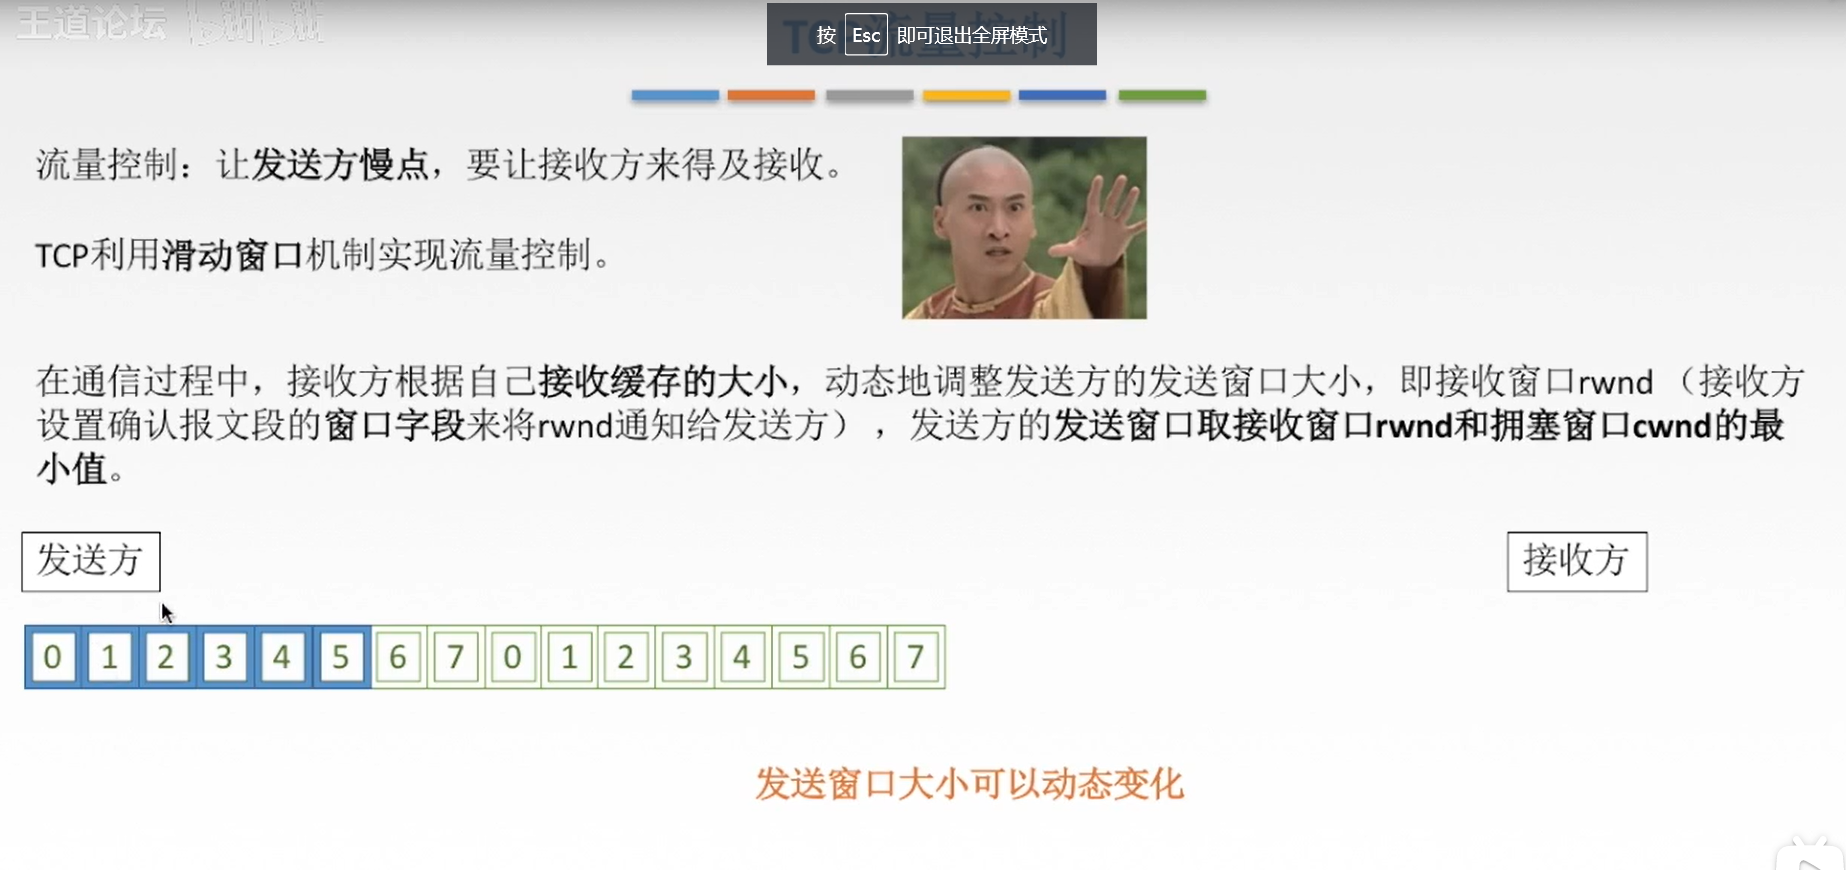 王道论坛 bilibili
TCP流量控制
按 Esc 即可退出全屏模式
流量控制：让发送方慢点，要让接收方来得及接收。
TCP利用滑动窗口机制实现流量控制。
在通信过程中，接收方根据自己接收缓存的大小，动态地调整发送方的发送窗口大小，即接收窗口rwnd（接收方
设置确认报文段的窗口字段来将rwnd通知给发送方），发送方的发送窗口取接收窗口rwnd和拥塞窗口cwnd的最
小值。
发送方
接收方
0 1 2 3 4 5 6 7 0 1 2 3 4 5 6 7
发送窗口大小可以动态变化